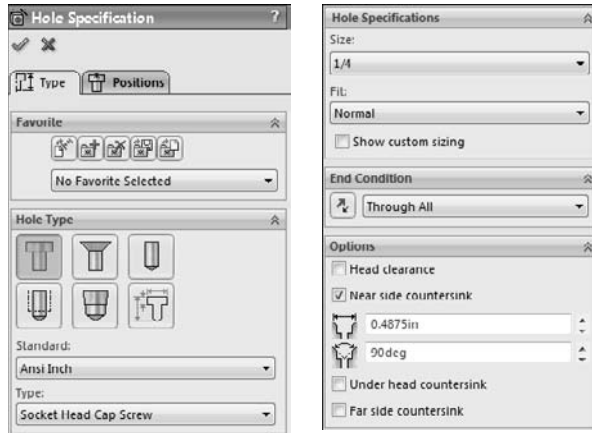 Hole Specification ?
Type Positions
Favorite
No Favorite Selected
Hole Type
Standard:
Ansi Inch
Type:
Socket Head Cap Screw
Hole Specifications
Size:
1/4
Fit:
Normal
Show custom sizing
End Condition
Through All
Options
Head clearance
Near side countersink
0.4875in
90deg
Under head countersink
Far side countersink